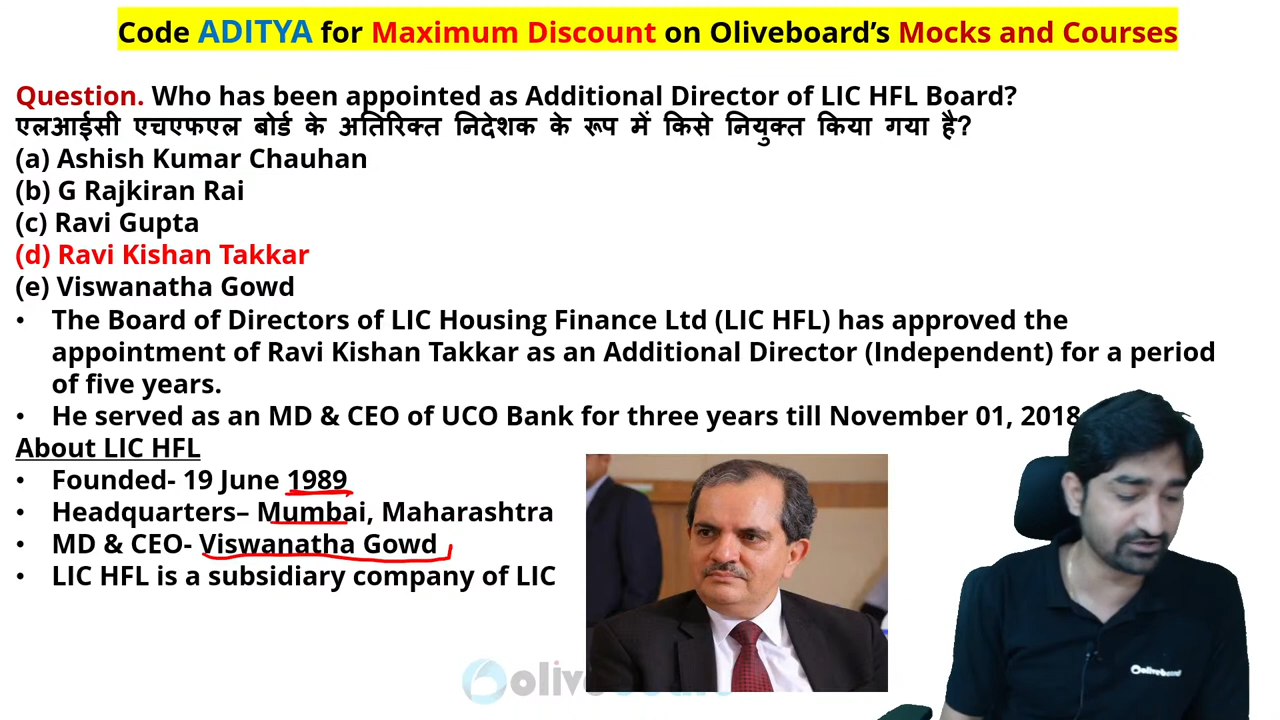 Code ADITYA for Maximum Discount on Oliveboard’s Mocks and Courses
Question. Who has been appointed as Additional Director of LIC HFL Board?
एलआईसी एचएफएल बोर्ड के अतिरिक्त निदेशक के रूप में किसे नियुक्त किया गया है?
(a) Ashish Kumar Chauhan
(b) G Rajkiran Rai
(c) Ravi Gupta
(d) Ravi Kishan Takkar
(e) Viswanatha Gowd
• The Board of Directors of LIC Housing Finance Ltd (LIC HFL) has approved the
appointment of Ravi Kishan Takkar as an Additional Director (Independent) for a period
of five years.
• He served as an MD & CEO of UCO Bank for three years till November 01, 2018
About LIC HFL
• Founded- 19 June 1989
• Headquarters– Mumbai, Maharashtra
• MD & CEO- Viswanatha Gowd
• LIC HFL is a subsidiary company of LIC
oliveboard